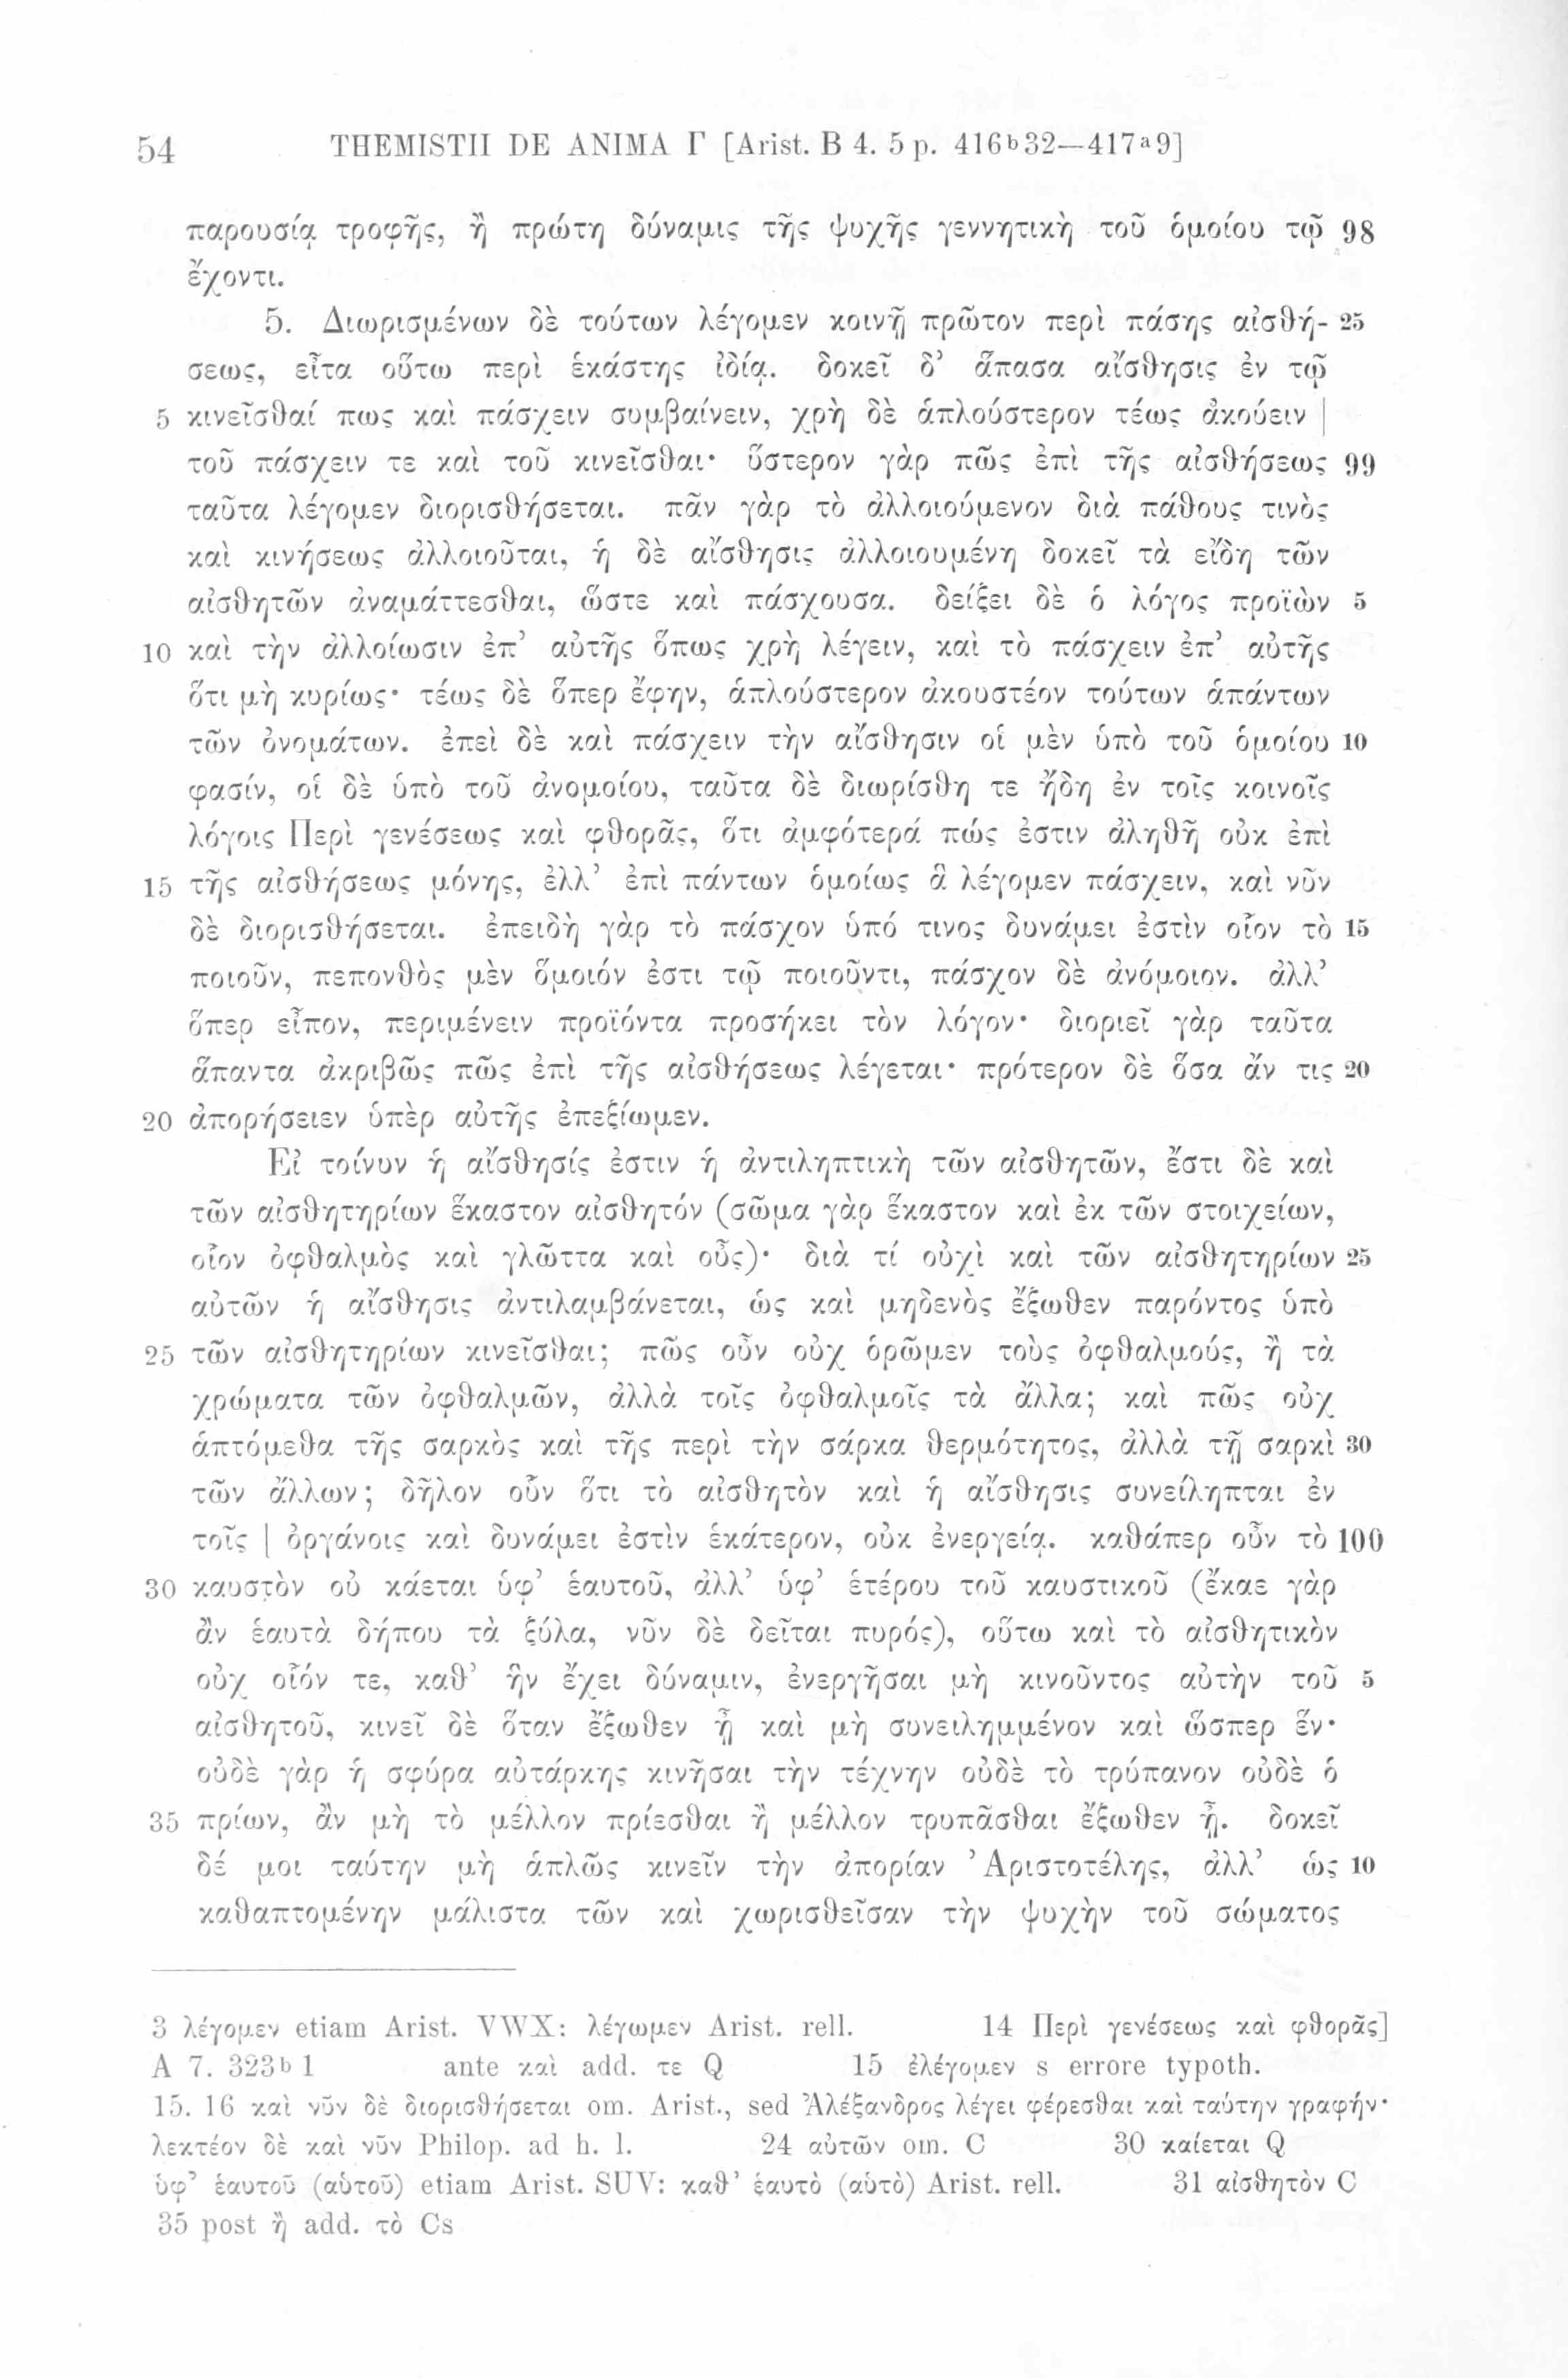 54 THEMISTII DE ANIMA Γ [Arist. B 4. 5 p. 416b32—417a9]
παρουσίᾳ τροφῆς, ἢ πρώτη δύναμις τῆς ψυχῆς γεννητικὴ τοῦ ὁμοίου τῷ 98
ἔχοντι.
5. Διωρισμένων δὲ τούτων λέγομεν κοινῇ πρῶτον περὶ πάσης αἰσθή- 25
σεως, εἶτα οὕτω περὶ ἑκάστης ἰδίᾳ. δοκεῖ δ’ ἅπασα αἴσθησις ἐν τῷ
5 κινεῖσθαί πως καὶ πάσχειν συμβαίνειν, χρὴ δὲ ἁπλούστερον τέως ἀκούειν |
τοῦ πάσχειν τε καὶ τοῦ κινεῖσθαι· ὕστερον γὰρ πῶς ἐπὶ τῆς αἰσθήσεως 99
ταῦτα λέγομεν διορισθήσεται. πᾶν γὰρ τὸ ἀλλοιούμενον διὰ πάθους τινὸς
καὶ κινήσεως ἀλλοιοῦται, ἡ δὲ αἴσθησις ἀλλοιουμένη δοκεῖ τὰ εἴδη τῶν
αἰσθητῶν ἀναμάττεσθαι, ὥστε καὶ πάσχουσα. δείξει δὲ ὁ λόγος προϊὼν 5
10 καὶ τὴν ἀλλοίωσιν ἐπ’ αὐτῆς ὅπως χρὴ λέγειν, καὶ τὸ πάσχειν ἐπ’ αὐτῆς
ὅτι μὴ κυρίως· τέως δὲ ὅπερ ἔφην, ἁπλούστερον ἀκουστέον τούτων ἁπάντων
τῶν ὀνομάτων. ἐπεὶ δὲ καὶ πάσχειν τὴν αἴσθησιν οἱ μὲν ὑπὸ τοῦ ὁμοίου 10
φασίν, οἱ δὲ ὑπὸ τοῦ ἀνομοίου, ταῦτα δὲ διωρίσθη τε ἤδη ἐν τοῖς κοινοῖς
λόγοις Περὶ γενέσεως καὶ φθορᾶς, ὅτι ἀμφότερά πώς ἐστιν ἀληθῆ οὐκ ἐπὶ
15 τῆς αἰσθήσεως μόνης, ἐλλ’ ἐπὶ πάντων ὁμοίως ἃ λέγομεν πάσχειν, καὶ νῦν
δὲ διορισθήσεται. ἐπειδὴ γὰρ τὸ πάσχον ὑπό τινος δυνάμει ἐστὶν οἷον τὸ 15
ποιοῦν, πεπονθὸς μὲν ὅμοιόν ἐστι τῷ ποιοῦντι, πάσχον δὲ ἀνόμοιον. ἀλλ’
ὅπερ εἶπον, περιμένειν προϊόντα προσήκει τὸν λόγον· διοριεῖ γὰρ ταῦτα
ἅπαντα ἀκριβῶς πῶς ἐπὶ τῆς αἰσθήσεως λέγεται· πρότερον δὲ ὅσα ἄν τις 20
20 ἀπορήσειεν ὑπὲρ αὐτῆς ἐπεξίωμεν.
Εἰ τοίνυν ἡ αἴσθησίς ἐστιν ἡ ἀντιληπτικὴ τῶν αἰσθητῶν, ἔστι δὲ καὶ
τῶν αἰσθητηρίων ἕκαστον αἰσθητόν (σῶμα γὰρ ἕκαστον καὶ ἐκ τῶν στοιχείων,
οἷον ὀφθαλμὸς καὶ γλῶττα καὶ οὖς)· διὰ τί οὐχὶ καὶ τῶν αἰσθητηρίων 25
αὐτῶν ἡ αἴσθησις ἀντιλαμβάνεται, ὡς καὶ μηδενὸς ἔξωθεν παρόντος ὑπὸ
25 τῶν αἰσθητηρίων κινεῖσθαι; πῶς οὖν οὐχ ὁρῶμεν τοὺς ὀφθαλμούς, ἢ τὰ
χρώματα τῶν ὀφθαλμῶν, ἀλλὰ τοῖς ὀφθαλμοῖς τὰ ἄλλα; καὶ πῶς οὐχ
ἁπτόμεθα τῆς σαρκὸς καὶ τῆς περὶ τὴν σάρκα θερμότητος, ἀλλὰ τῇ σαρκὶ 30
τῶν ἄλλων; δῆλον οὖν ὅτι τὸ αἰσθητὸν καὶ ἡ αἴσθησις συνείληπται ἐν
τοῖς | ὀργάνοις καὶ δυνάμει ἐστὶν ἑκάτερον, οὐκ ἐνεργείᾳ. καθάπερ οὖν τὸ 100
30 καυστὸν οὐ κάεται ὑφ’ ἑαυτοῦ, ἀλλ’ ὑφ’ ἑτέρου τοῦ καυστικοῦ (ἔκαε γὰρ
ἂν ἑαυτὰ δήπου τὰ ξύλα, νῦν δὲ δεῖται πυρός), οὕτω καὶ τὸ αἰσθητικὸν
οὐχ οἷόν τε, καθ’ ἣν ἔχει δύναμιν, ἐνεργῆσαι μὴ κινοῦντος αὐτὴν τοῦ 5
αἰσθητοῦ, κινεῖ δὲ ὅταν ἔξωθεν ᾖ καὶ μὴ συνειλημμένον καὶ ὥσπερ ἕν·
οὐδὲ γὰρ ἡ σφύρα αὐτάρκης κινῆσαι τὴν τέχνην οὐδὲ τὸ τρύπανον οὐδὲ ὁ
35 πρίων, ἂν μὴ τὸ μέλλον πρίεσθαι ἢ μέλλον τρυπᾶσθαι ἔξωθεν ᾖ. δοκεῖ
δέ μοι ταύτην μὴ ἁπλῶς κινεῖν τὴν ἀπορίαν Ἀριστοτέλης, ἀλλ’ ὡς 10
καθαπτομένην μάλιστα τῶν καὶ χωρισθεῖσαν τὴν ψυχὴν τοῦ σώματος
3 λέγομεν etiam Arist. VWX: λέγωμεν Arist. rell. 14 Περὶ γενέσεως καὶ φθορᾶς]
A 7. 323b 1 ante καὶ add. τε Q 15 ἐλέγομεν s errore typoth.
15. 16 καὶ νῦν δὲ διορισθήσεται om. Arist., sed Ἀλέξανδρος λέγει φέρεσθαι καὶ ταύτην γραφήν·
λεκτέον δὲ καὶ νῦν Philop. ad h. l. 24 αὐτῶν om. C 30 καίεται Q
ὑφ’ ἑαυτοῦ (αὑτοῦ) etiam Arist. SUV: καθ’ ἑαυτὸ (αὑτὸ) Arist. rell. 31 αἰσθητὸν C
35 post ἢ add. τὸ Cs